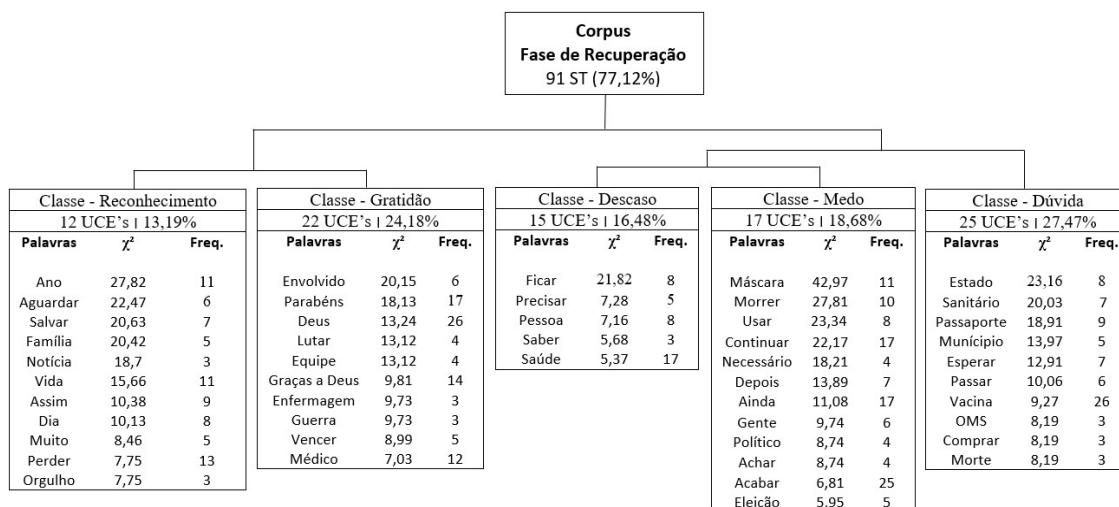 Corpus
Fase de Recuperação
91 ST (77,12%)
Classe - Reconhecimento
12 UCE's | 13,19%
Palavras χ² Freq.
Ano 27,82 11
Aguardar 22,47 6
Salvar 20,63 7
Família 20,42 5
Notícia 18,7 3
Vida 15,66 11
Assim 10,38 9
Dia 10,13 8
Muito 8,46 5
Perder 7,75 13
Orgulho 7,75 3
Classe - Gratidão
22 UCE's | 24,18%
Palavras χ² Freq.
Envolvido 20,15 6
Parabéns 18,13 17
Deus 13,24 26
Lutar 13,12 4
Equipe 13,12 4
Graças a Deus 9,81 14
Enfermagem 9,73 3
Guerra 9,73 3
Vencer 8,99 5
Médico 7,03 12
Classe - Descaso
15 UCE's | 16,48%
Palavras χ² Freq.
Ficar 21,82 8
Precisar 7,28 5
Pessoa 7,16 8
Saber 5,68 3
Saúde 5,37 17
Classe - Medo
17 UCE's | 18,68%
Palavras χ² Freq.
Máscara 42,97 11
Morrer 27,81 10
Usar 23,34 8
Continuar 22,17 17
Necessário 18,21 4
Depois 13,89 7
Ainda 11,08 17
Gente 9,74 6
Político 8,74 4
Achar 8,74 4
Acabar 6,81 25
Eleição 5,95 5
Classe - Dúvida
25 UCE's | 27,47%
Palavras χ² Freq.
Estado 23,16 8
Sanitário 20,03 7
Passaporte 18,91 9
Munícipio 13,97 5
Esperar 12,91 7
Passar 10,06 6
Vacina 9,27 26
OMS 8,19 3
Comprar 8,19 3
Morte 8,19 3